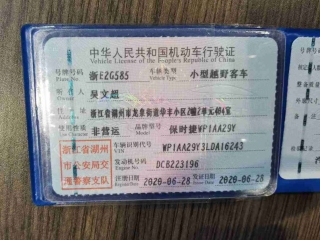 中华人民共和国机动车行驶证
Vehicle License of the People's Republic of China
号牌号码 浙E2G585 车辆类型 小型越野客车
所有人 吴文超
住址 浙江省湖州市龙泉街道华丰小区2幢2单元404室
使用性质 非营运 品牌型号 保时捷WP1AA29Y
浙江省湖州市公安局交通警察支队
车辆识别代号 WP1AA29Y3LDA16243
VIN
发动机号码 DCB223196
注册日期 2020-06-28 发证日期 2020-06-28